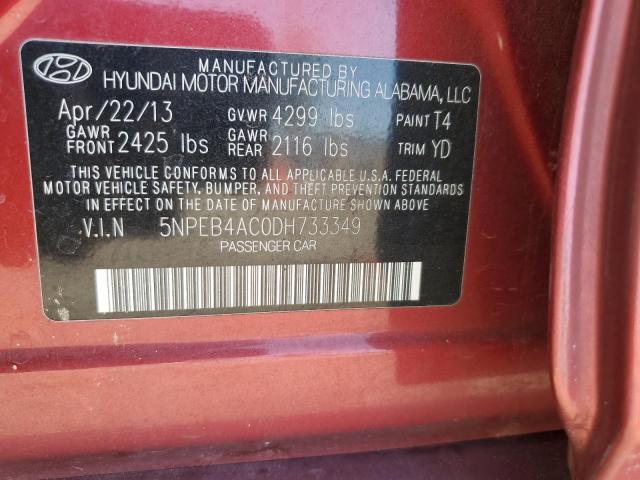 MANUFACTURED BY
HYUNDAI MOTOR MANUFACTURING ALABAMA, LLC
Apr/22/13 GVWR 4299 lbs PAINT T4
GAWR FRONT 2425 lbs GAWR REAR 2116 lbs TRIM YD
THIS VEHICLE CONFORMS TO ALL APPLICABLE U.S.A. FEDERAL
MOTOR VEHICLE SAFETY, BUMPER, AND THEFT PREVENTION STANDARDS
IN EFFECT ON THE DATE OF MANUFACTURE SHOWN ABOVE.
V.I.N 5NPEB4AC0DH733349
PASSENGER CAR